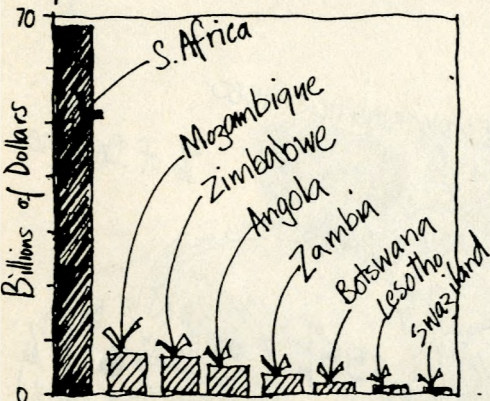 70
S. Africa
Mozambique
Zimbabwe
Angola
Zambia
Botswana
Lesotho
Swaziland
Billions of Dollars
0